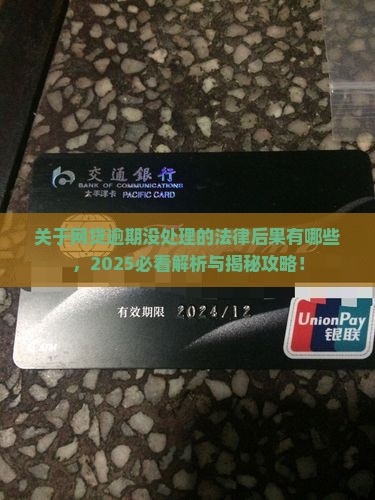 交通銀行
BANK OF COMMUNICATIONS
太平洋卡 PACIFIC CARD
关于网贷逾期没处理的法律后果有哪些
，2025必看解析与揭秘攻略！
有效期限 2024/12
UnionPay
银联
ATM